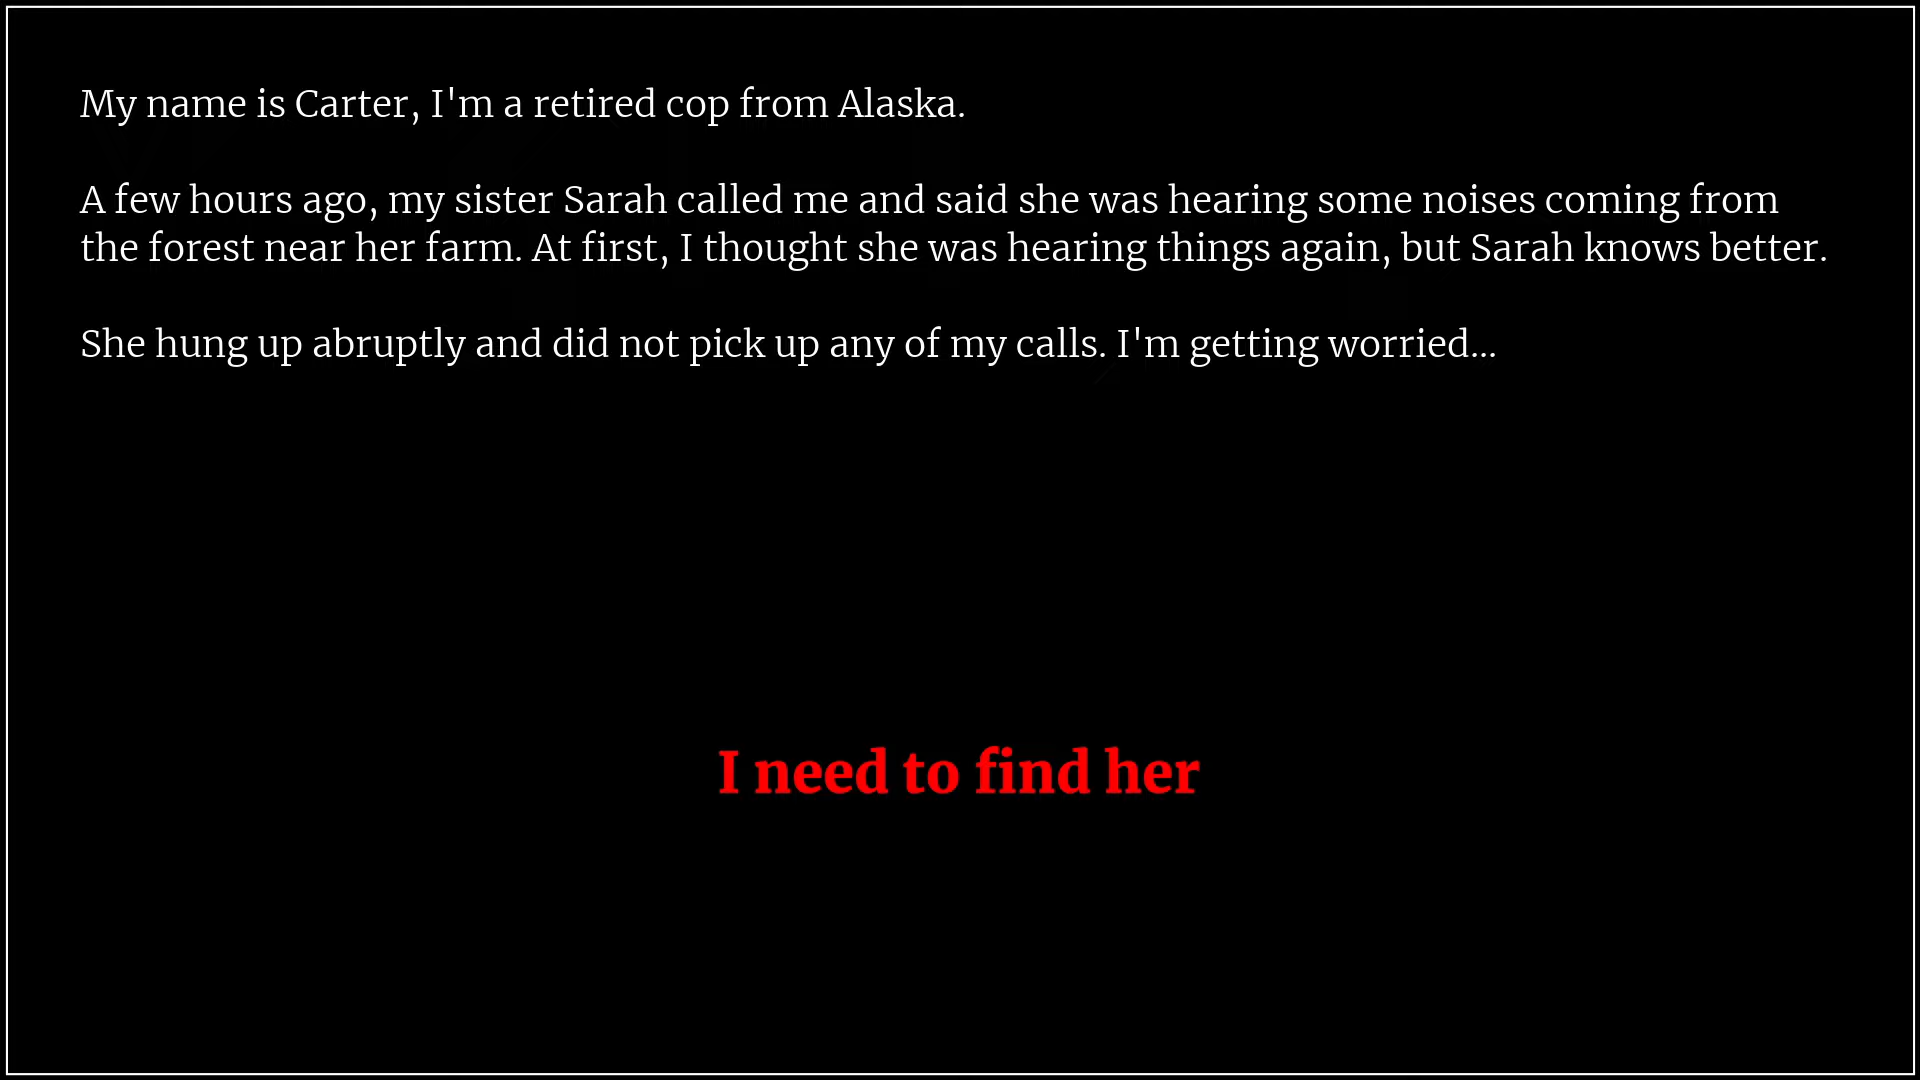 My name is Carter, I'm a retired cop from Alaska.
A few hours ago, my sister Sarah called me and said she was hearing some noises coming from
the forest near her farm. At first, I thought she was hearing things again, but Sarah knows better.
She hung up abruptly and did not pick up any of my calls. I'm getting worried...
I need to find her